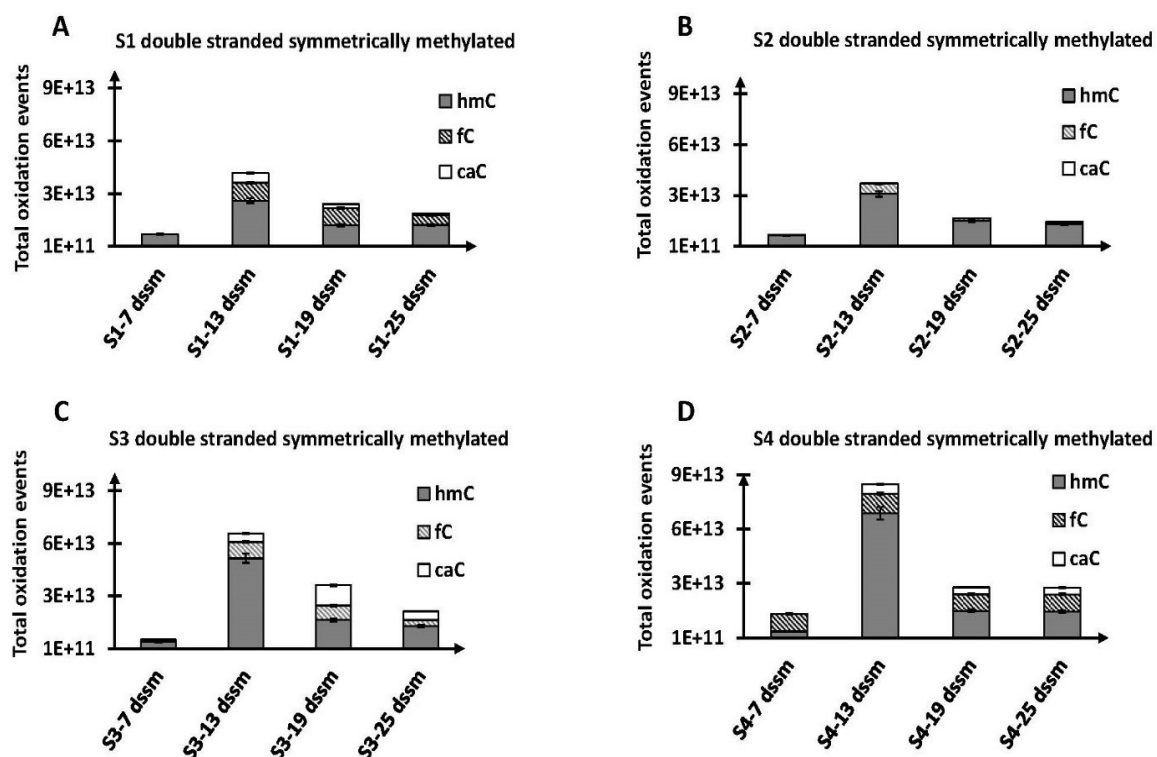 A
S1 double stranded symmetrically methylated
Total oxidation events
9E+13
6E+13
3E+13
1E+11
hmC
fC
caC
S1-7 dssm
S1-13 dssm
S1-19 dssm
S1-25 dssm
B
S2 double stranded symmetrically methylated
Total oxidation events
9E+13
6E+13
3E+13
1E+11
hmC
fC
caC
S2-7 dssm
S2-13 dssm
S2-19 dssm
S2-25 dssm
C
S3 double stranded symmetrically methylated
Total oxidation events
9E+13
6E+13
3E+13
1E+11
hmC
fC
caC
S3-7 dssm
S3-13 dssm
S3-19 dssm
S3-25 dssm
D
S4 double stranded symmetrically methylated
Total oxidation events
9E+13
6E+13
3E+13
1E+11
hmC
fC
caC
S4-7 dssm
S4-13 dssm
S4-19 dssm
S4-25 dssm